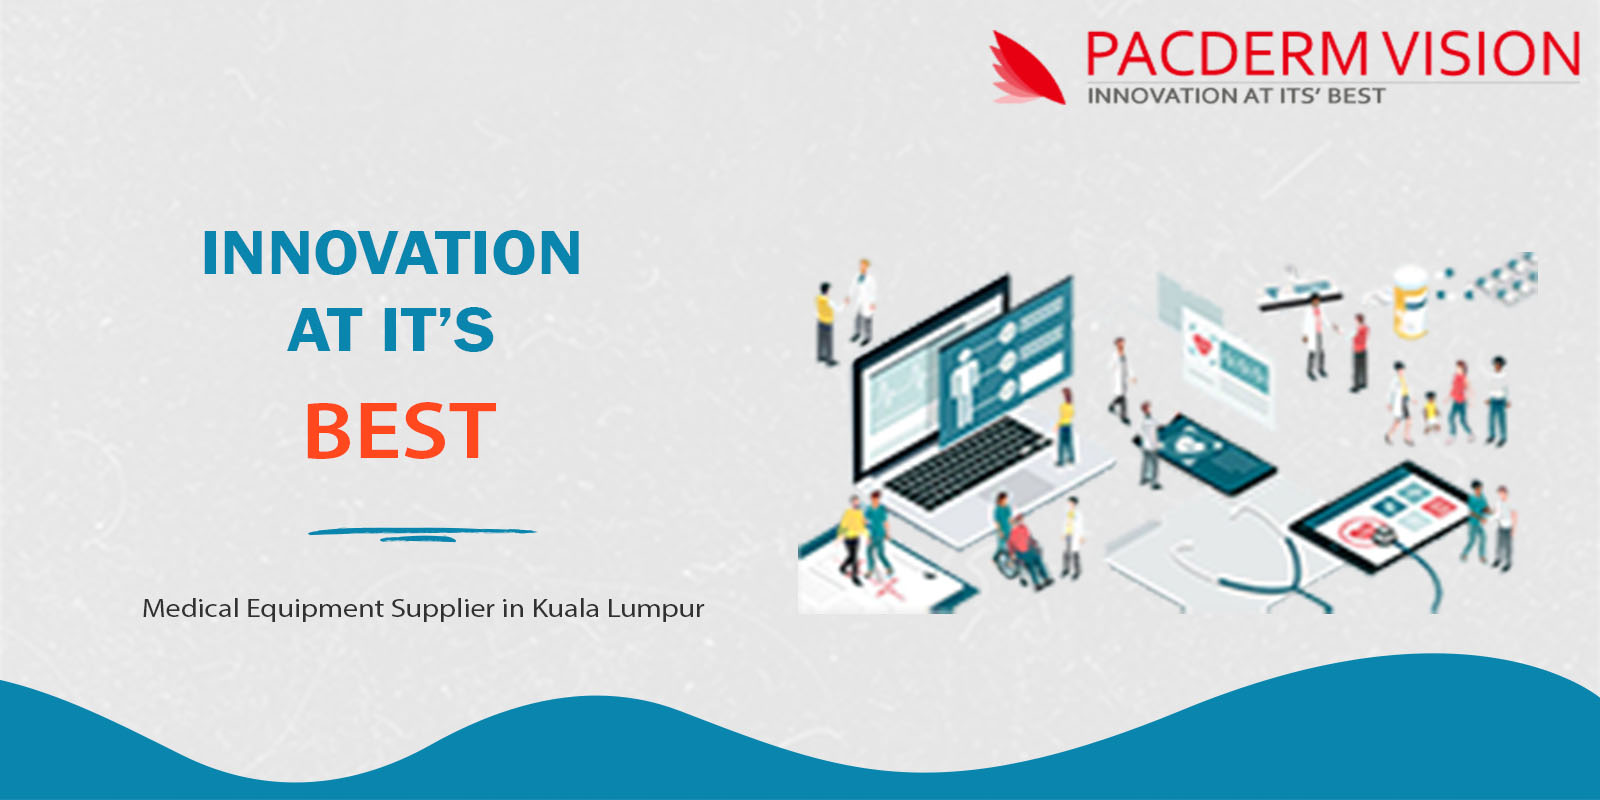 PACDERM VISION
INNOVATION AT ITS’ BEST
INNOVATION
AT IT’S
BEST
Medical Equipment Supplier in Kuala Lumpur